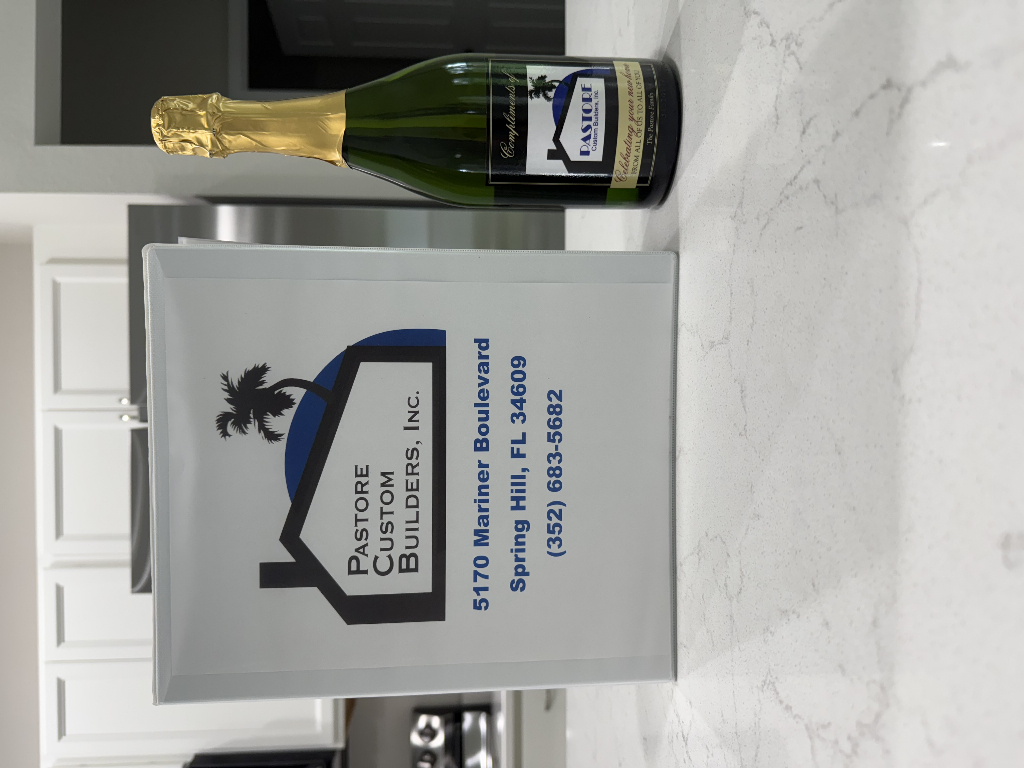 PASTORE
CUSTOM
BUILDERS, INC.
5170 Mariner Boulevard
Spring Hill, FL 34609
(352) 683-5682
Compliments of
PASTORE
Custom Builders, Inc.
Celebrating your new home
FROM ALL OF US TO ALL OF YOU
The Pastore Family